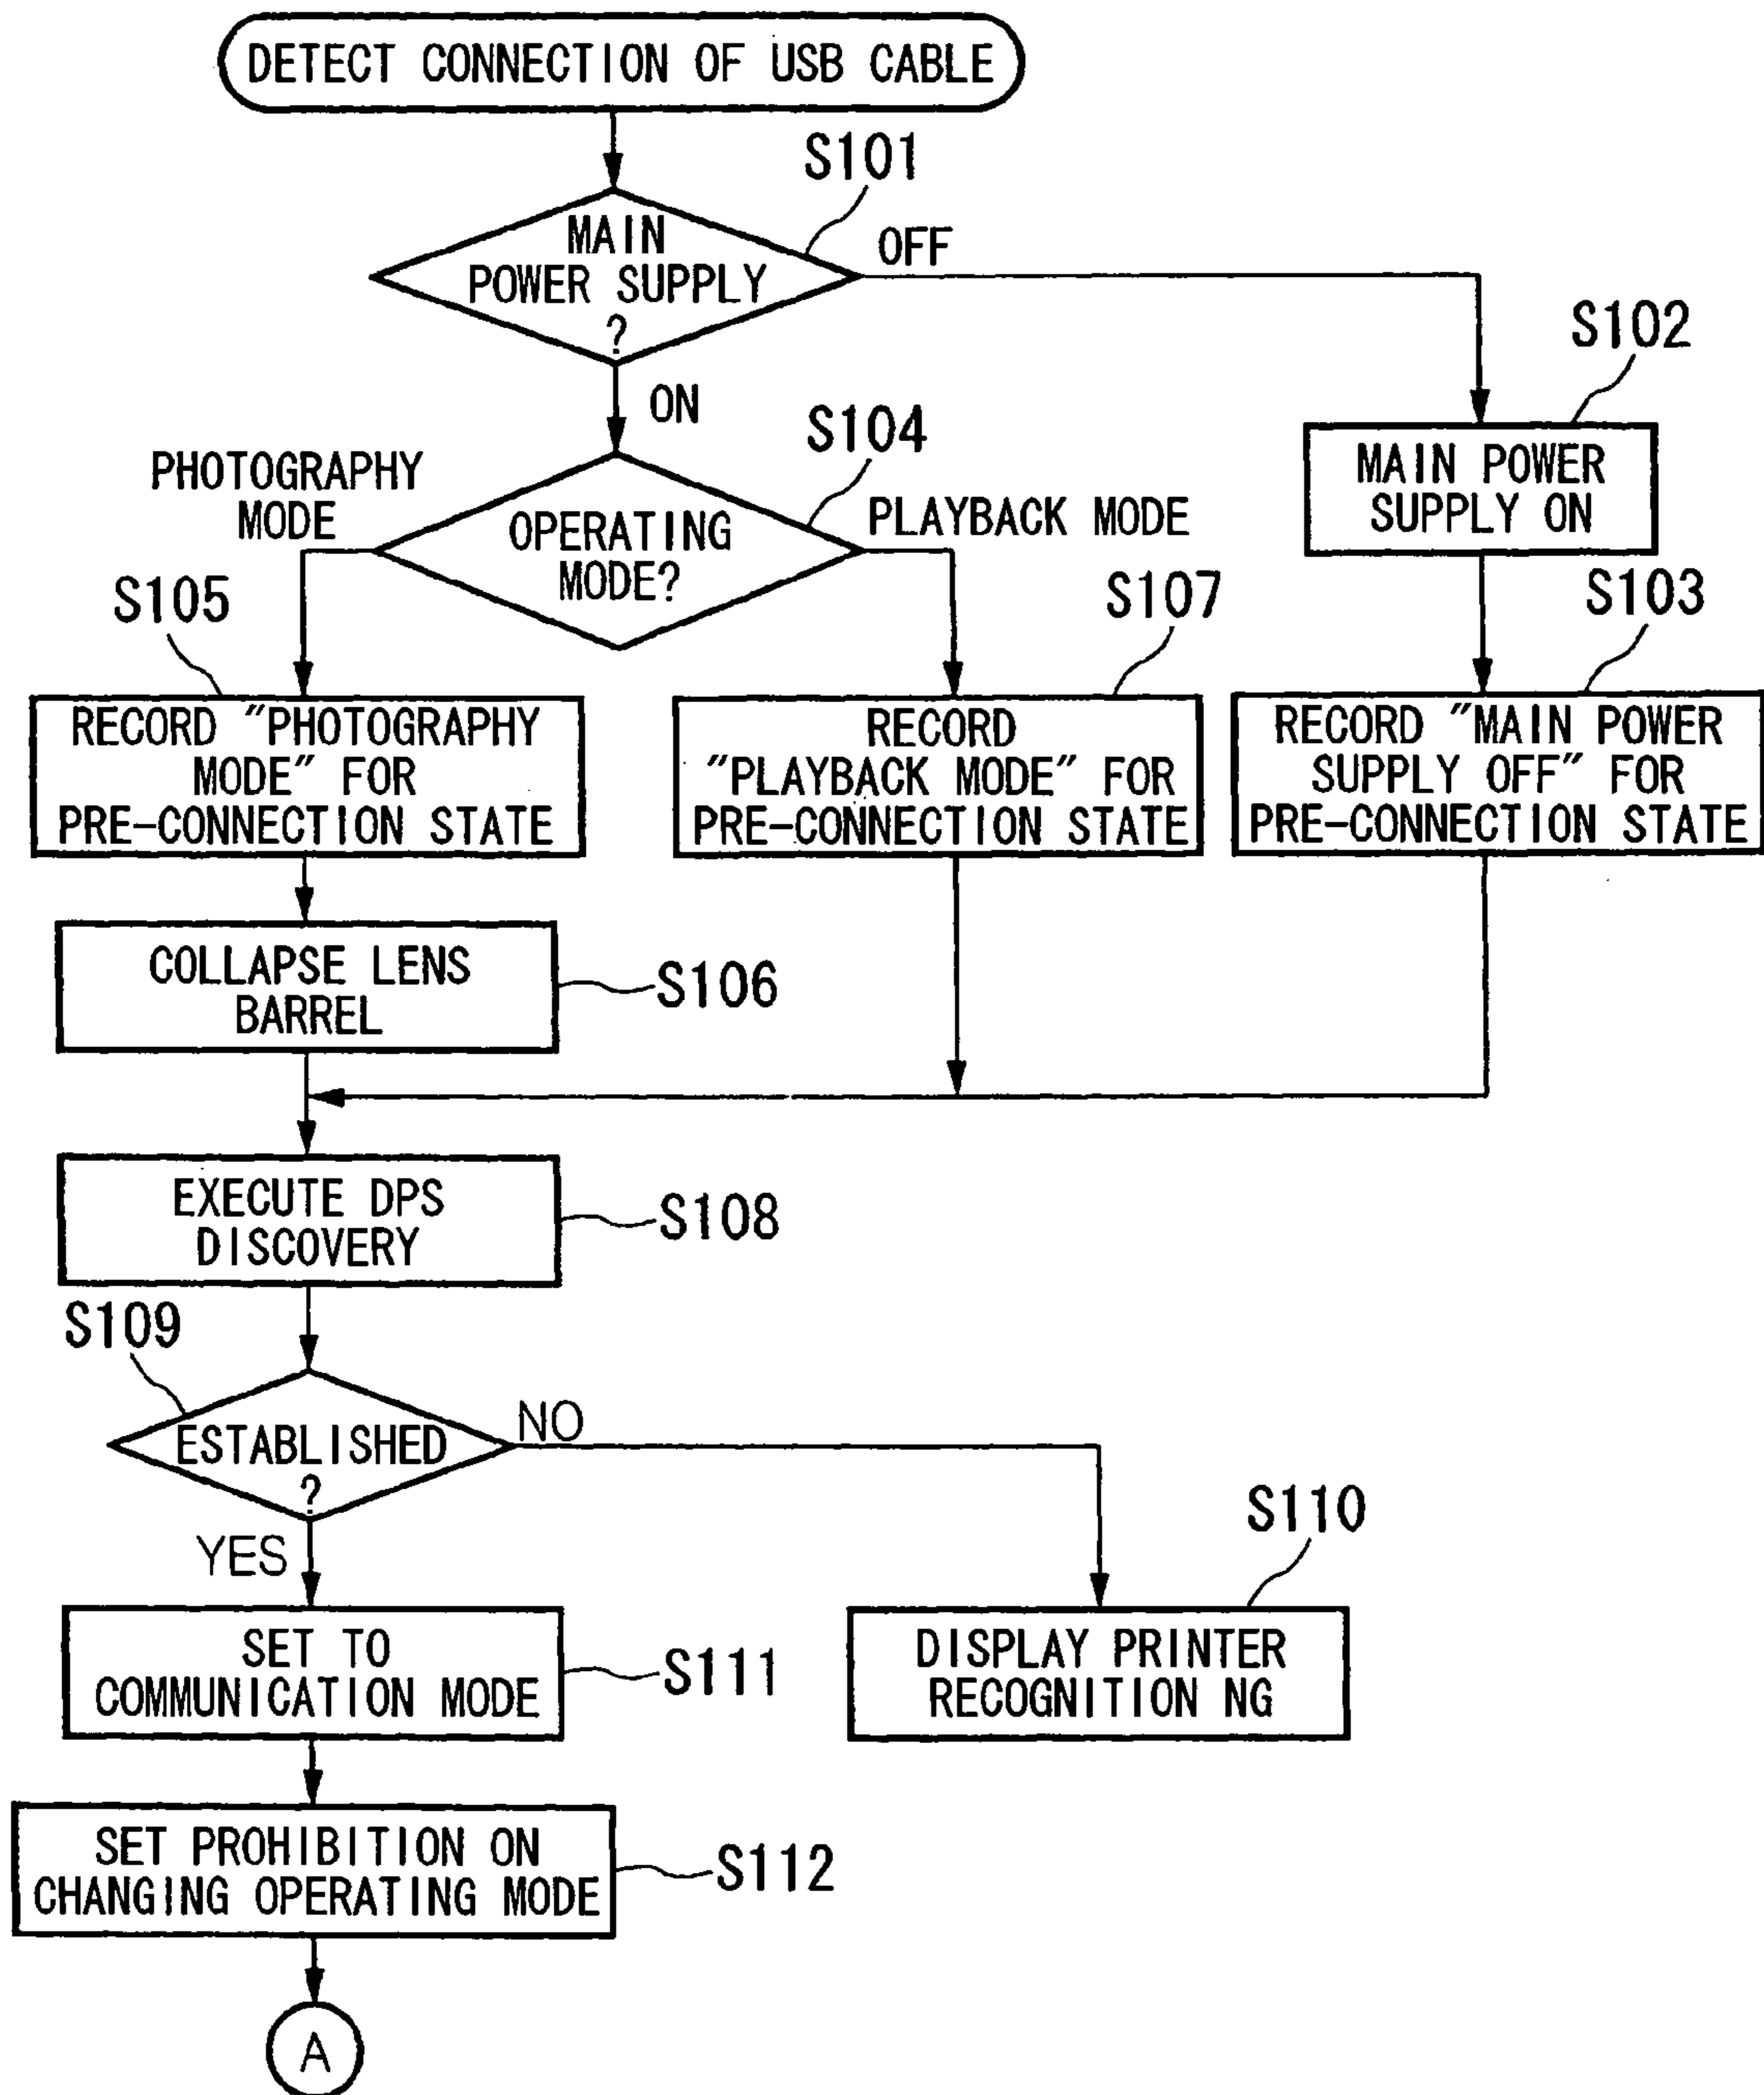 DETECT CONNECTION OF USB CABLE
S101
MAIN
POWER SUPPLY
?
OFF
ON
S102
MAIN POWER
SUPPLY ON
S104
PHOTOGRAPHY
MODE
OPERATING
MODE?
PLAYBACK MODE
S105
S107
S103
RECORD "PHOTOGRAPHY
MODE" FOR
PRE-CONNECTION STATE
RECORD
"PLAYBACK MODE" FOR
PRE-CONNECTION STATE
RECORD "MAIN POWER
SUPPLY OFF" FOR
PRE-CONNECTION STATE
COLLAPSE LENS
BARREL
S106
EXECUTE DPS
DISCOVERY
S108
S109
ESTABLISHED
?
NO
YES
S110
SET TO
COMMUNICATION MODE
S111
DISPLAY PRINTER
RECOGNITION NG
SET PROHIBITION ON
CHANGING OPERATING MODE
S112
A